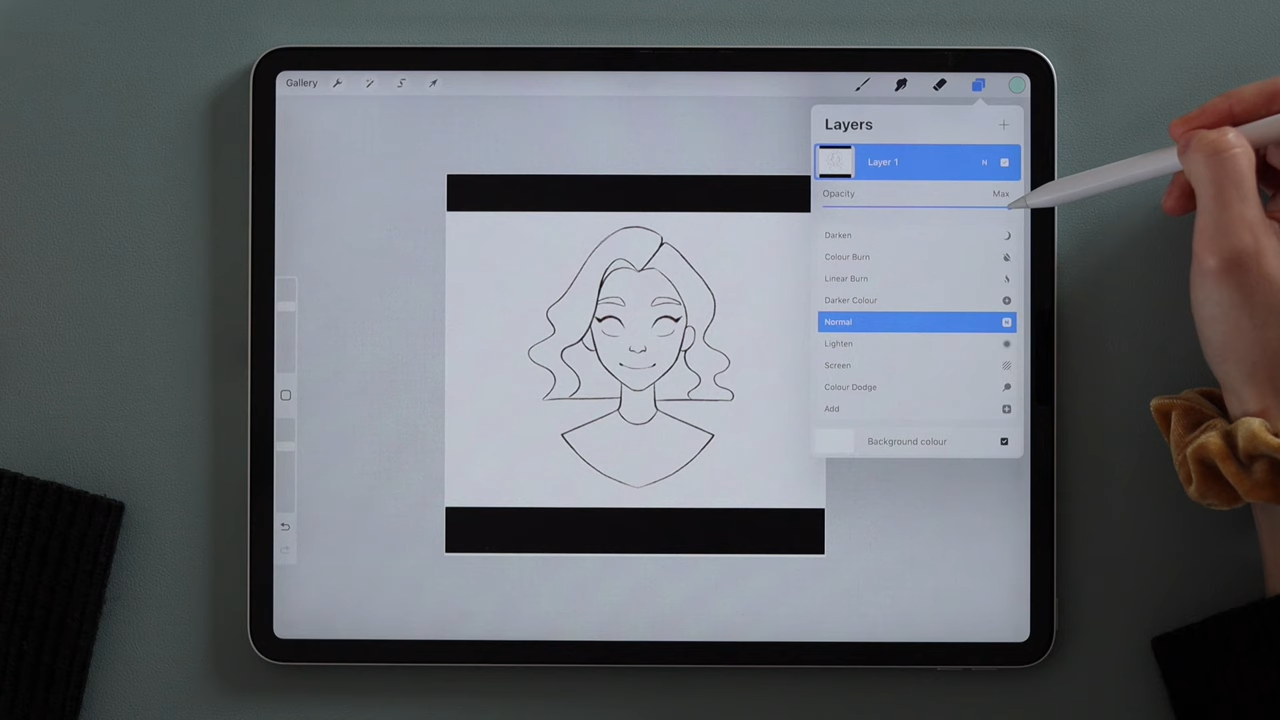 Gallery
Layers
Layer 1
N
Opacity
Max
Darken
Colour Burn
Linear Burn
Darker Colour
Normal
N
Lighten
Screen
Colour Dodge
Add
Background colour